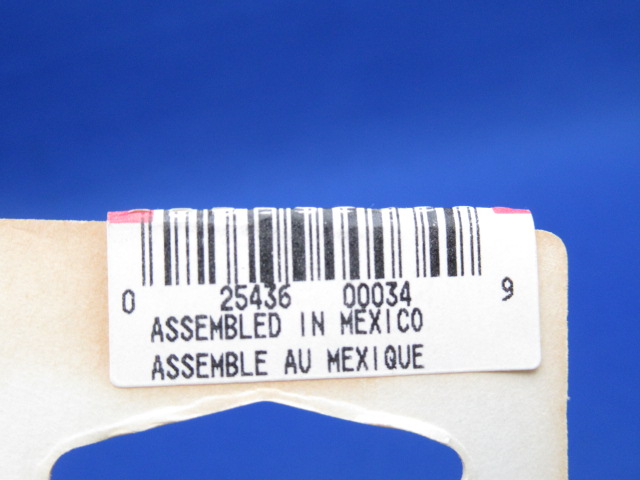 0 25436 00034 9
ASSEMBLED IN MEXICO
ASSEMBLE AU MEXIQUE